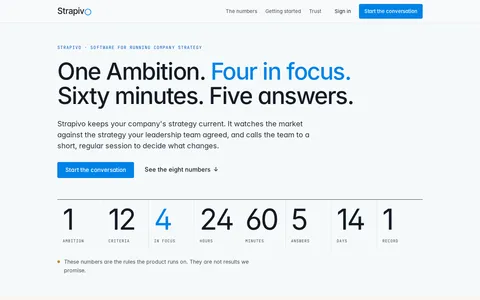 Strapivo
The numbers
Getting started
Trust
Sign in
Start the conversation
STRAPIVO · SOFTWARE FOR RUNNING COMPANY STRATEGY
One Ambition. Four in focus.
Sixty minutes. Five answers.
Strapivo keeps your company's strategy current. It watches the market
against the strategy your leadership team agreed, and calls the team to a
short, regular session to decide what changes.
Start the conversation
See the eight numbers ↓
1
AMBITION
12
CRITERIA
4
IN FOCUS
24
HOURS
60
MINUTES
5
ANSWERS
14
DAYS
1
RECORD
These numbers are the rules the product runs on. They are not results we
promise.